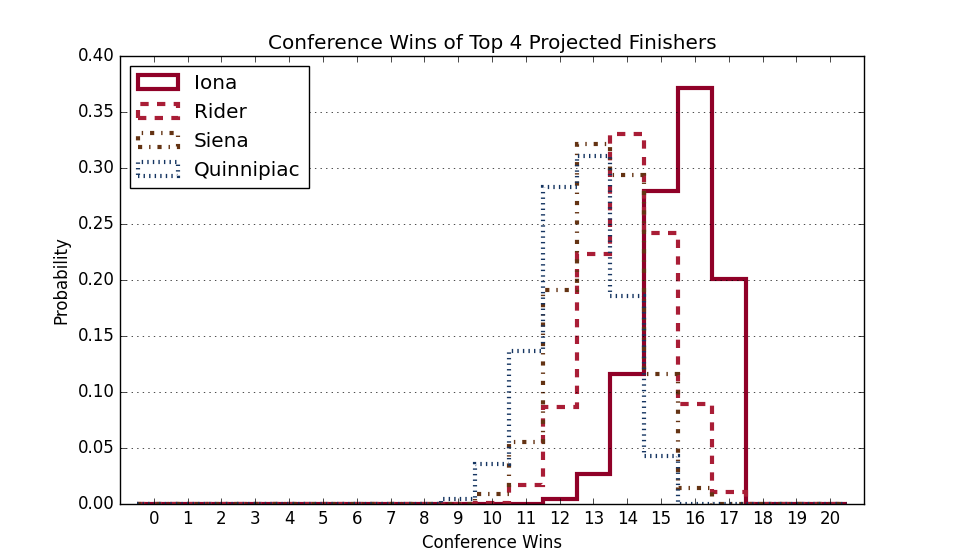 Conference Wins of Top 4 Projected Finishers
Iona
Rider
Siena
Quinnipiac
Probability
0.40
0.35
0.30
0.25
0.20
0.15
0.10
0.05
0.00
0 1 2 3 4 5 6 7 8 9 10 11 12 13 14 15 16 17 18 19 20
Conference Wins